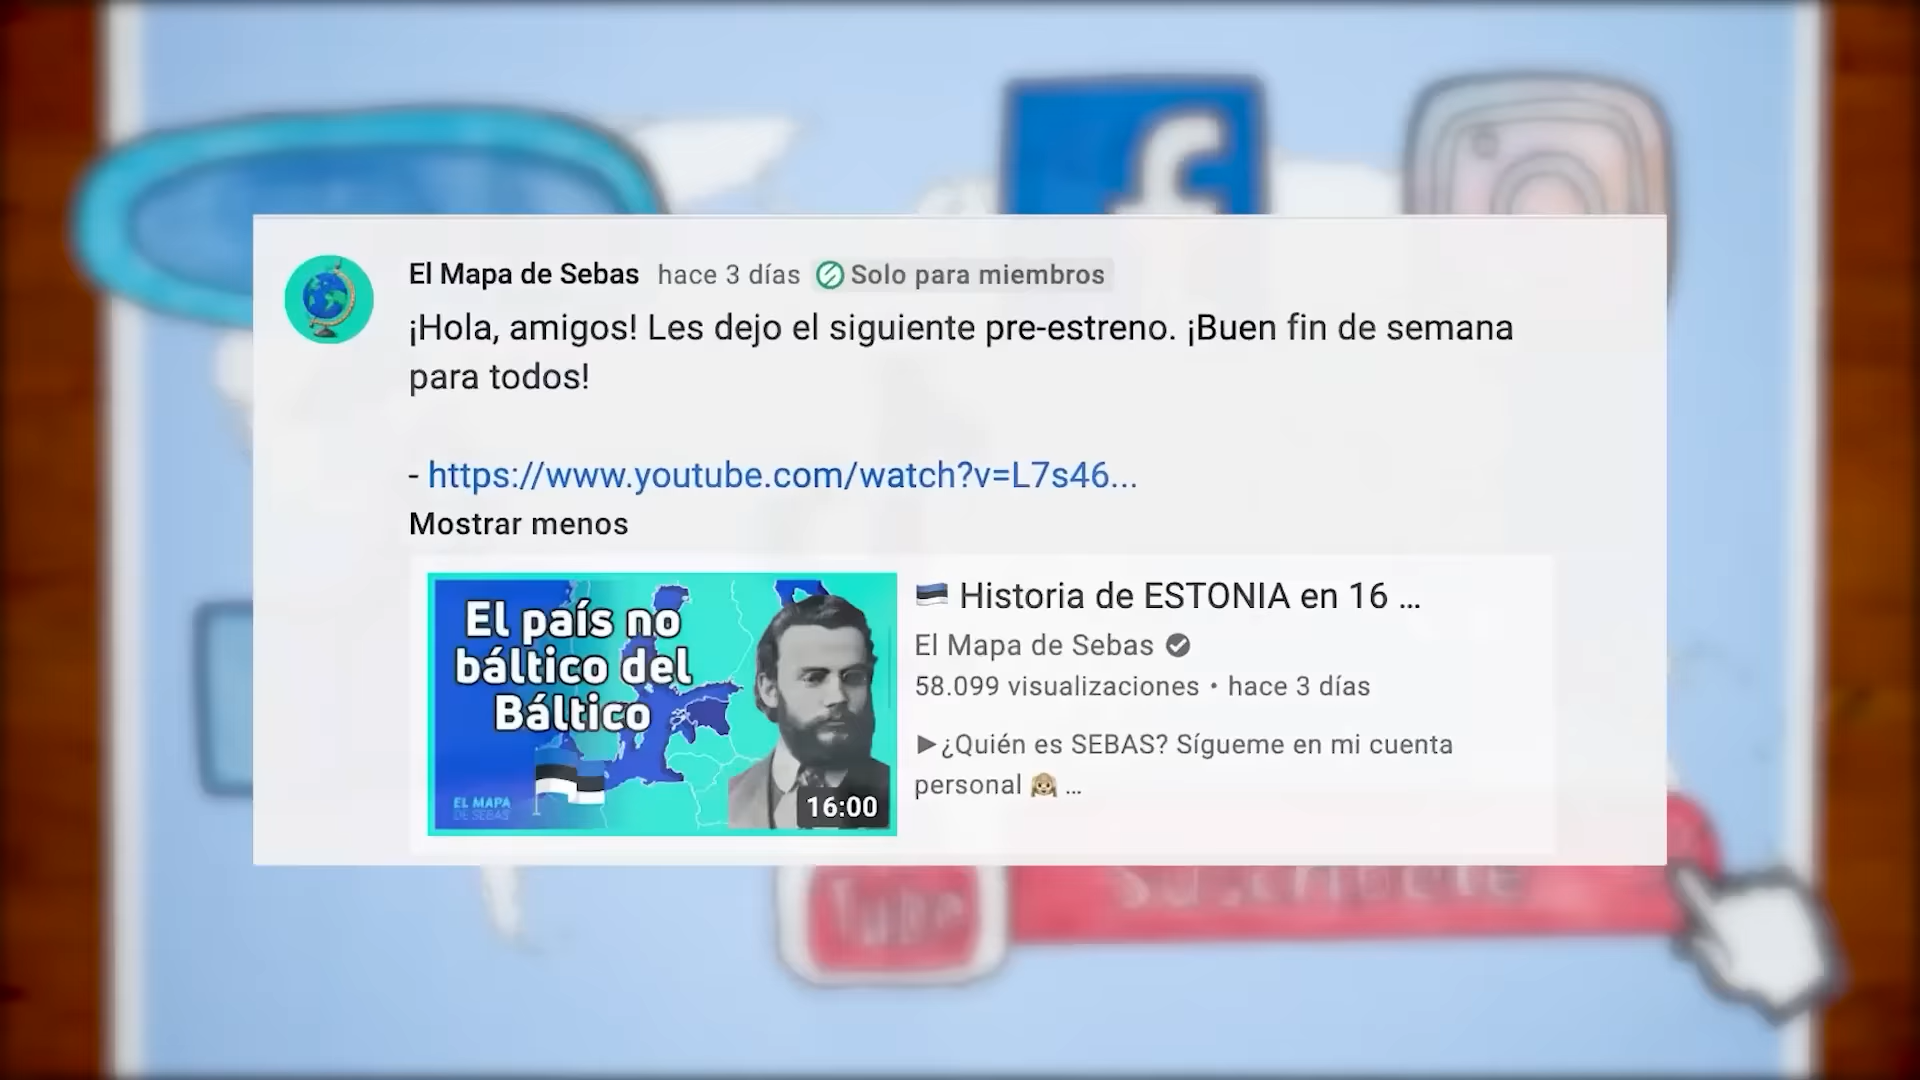 El Mapa de Sebas hace 3 días Solo para miembros
¡Hola, amigos! Les dejo el siguiente pre-estreno. ¡Buen fin de semana
para todos!
- https://www.youtube.com/watch?v=L7s46...
Mostrar menos
El país no
báltico del
Báltico
EL MAPA
DE SEBAS
16:00
Historia de ESTONIA en 16 ...
El Mapa de Sebas
58.099 visualizaciones • hace 3 días
▶¿Quién es SEBAS? Sígueme en mi cuenta
personal 🙉 ...
Tube
Suscríbete